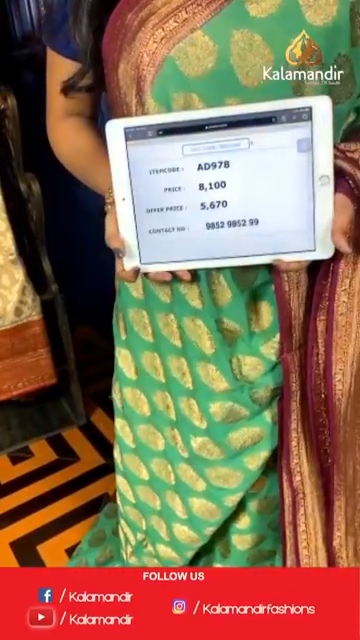 Kalamandir
ITEMCODE : AD97B
PRICE : 8,100
OFFER PRICE : 5,670
CONTACT NO : 9852 9852 99
FOLLOW US
f / Kalamandir
/ Kalamandir
/ Kalamandirfashions